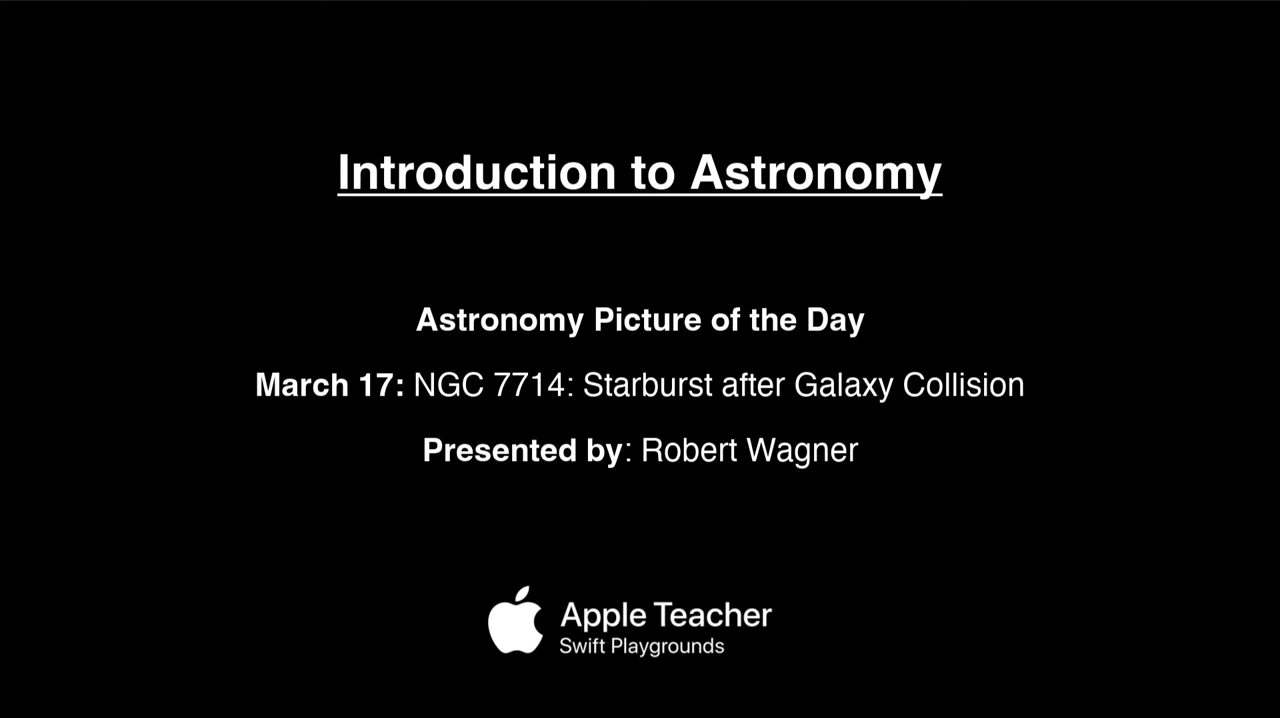 Introduction to Astronomy
Astronomy Picture of the Day
March 17: NGC 7714: Starburst after Galaxy Collision
Presented by: Robert Wagner
Apple Teacher
Swift Playgrounds